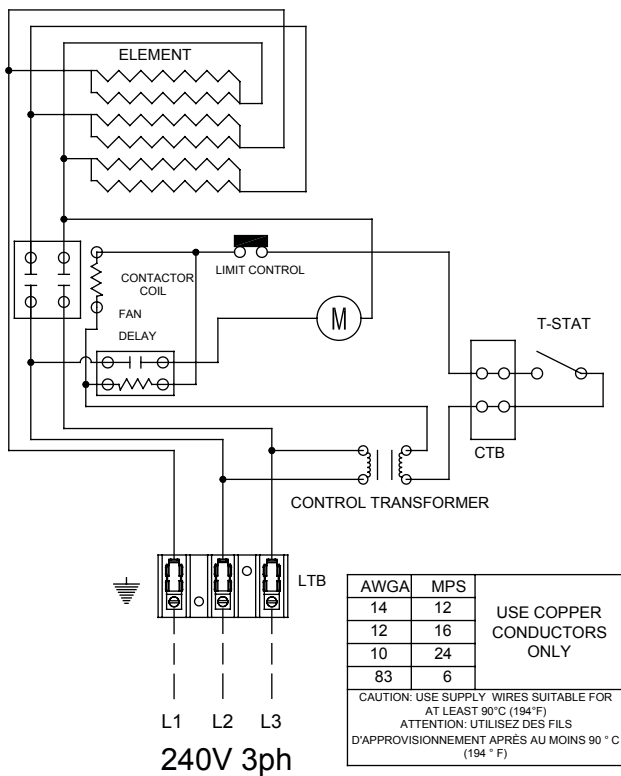 ELEMENT
LIMIT CONTROL
CONTACTOR
COIL
FAN
DELAY
M
T-STAT
CTB
CONTROL TRANSFORMER
LTB
L1 L2 L3
240V 3ph
AWGA MPS
14 12
12 16
10 24
83 6
USE COPPER
CONDUCTORS
ONLY
CAUTION: USE SUPPLY WIRES SUITABLE FOR
AT LEAST 90°C (194°F)
ATTENTION: UTILISEZ DES FILS
D'APPROVISIONNEMENT APRÈS AU MOINS 90 ° C
(194 ° F)